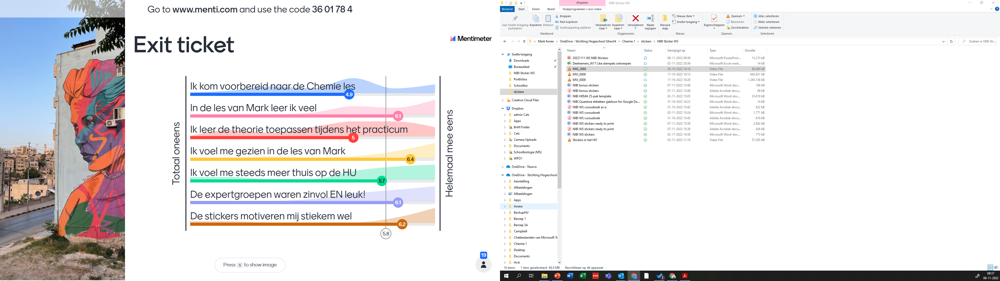 Go to www.menti.com and use the code 36 01 78 4
Exit ticket
Mentimeter
Totaal oneens
Helemaal mee eens
Ik kom voorbereid naar de Chemie les
4.9
In de les van Mark leer ik veel
6.1
Ik leer de theorie toepassen tijdens het practicum
5
Ik voel me gezien in de les van Mark
6.4
Ik voel me steeds meer thuis op de HU
5.7
De expertgroepen waren zinvol EN leuk!
6.1
De stickers motiveren mij stiekem wel
6.2
5.8
Press s to show image
19
Afspelen
NIBI Sticker WS
Bestand Start Delen Beeld Hulpprogramma's voor video
Aan Snelle toegang
vastmaken
Kopiëren
Plakken
Knippen
Pad kopiëren
Snelkoppeling plakken
Klembord
Verplaatsen
naar
Kopiëren
naar
Verwijderen
Naam
wijzigen
Organiseren
Nieuwe
map
Nieuw item
Snelle toegang
Nieuw
Eigenschappen
Openen
Bewerken
Geschiedenis
Openen
Alles selecteren
Niets selecteren
Selectie omkeren
Selecteren
Mark Koren > OneDrive - Stichting Hogeschool Utrecht > Chemie 1 > stickers > NIBI Sticker WS
Zoeken in NIBI Sti...
Snelle toegang
Downloads
Bureaublad
NIBI Sticker WS
Portfolios
Schoolbio
stickers
Creative Cloud Files
Dropbox
admin Cals
Apps
BnM Folder
Cals
Camera Uploads
Documents
Schoolbiologie (MS)
WPO1
OneDrive - Nuovo
OneDrive - Stichting Hogeschool
Aanstelling
Afbeeldingen
Afbeeldingen
Apps
Assess
BackupHU
Beroep 1
Beroep 3A
Campbell
Chatbestanden van Microsoft Te
Chemie 1
Desktop
Documents
HvA
Naam Status Gewijzigd op Type Grootte
20221111 WS NIBI Stickers 08-11-2022 09:36 Microsoft PowerPoin... 15.215 kB
Deelnemers_W17 Like stempels ontwerpen 02-11-2022 20:36 Microsoft Excel-werk... 14 kB
IMG_2668 26-10-2022 14:16 Video File 86.480 kB
MVI_0008 17-10-2022 10:15 Video File 865.831 kB
MVI_0009 17-10-2022 10:28 Video File 1.245.136 kB
NIBI bonus stickers 07-11-2022 15:48 Microsoft Word-doc... 108 kB
NIBI bonus stickers 07-11-2022 15:49 Adobe Acrobat-docu... 49 kB
NIBI HEMA 25-pak template 02-11-2022 15:05 Microsoft Word-doc... 33.619 kB
NIBI Quantore etiketten sjabloon for Google Do... 31-10-2022 14:22 Microsoft Word-doc... 14 kB
NIBI WS cursusboek as is 31-10-2022 15:42 Adobe Acrobat-docu... 822 kB
NIBI WS cursusboek 02-11-2022 15:24 Microsoft Word-doc... 1.771 kB
NIBI WS cursusboek 31-10-2022 15:42 Adobe Acrobat-docu... 619 kB
NIBI WS stickers ready to print 07-11-2022 15:38 Microsoft Word-doc... 2.842 kB
NIBI WS stickers ready to print 07-11-2022 15:38 Adobe Acrobat-docu... 426 kB
NIBI WS stickers 02-11-2022 14:58 Microsoft Word-doc... 773 kB
Stickers in het HO 03-11-2022 11:19 Video File 57.265 kB
16 items 1 item geselecteerd 84,4 MB Beschikbaar op dit apparaat
2
09:37
08-11-2022